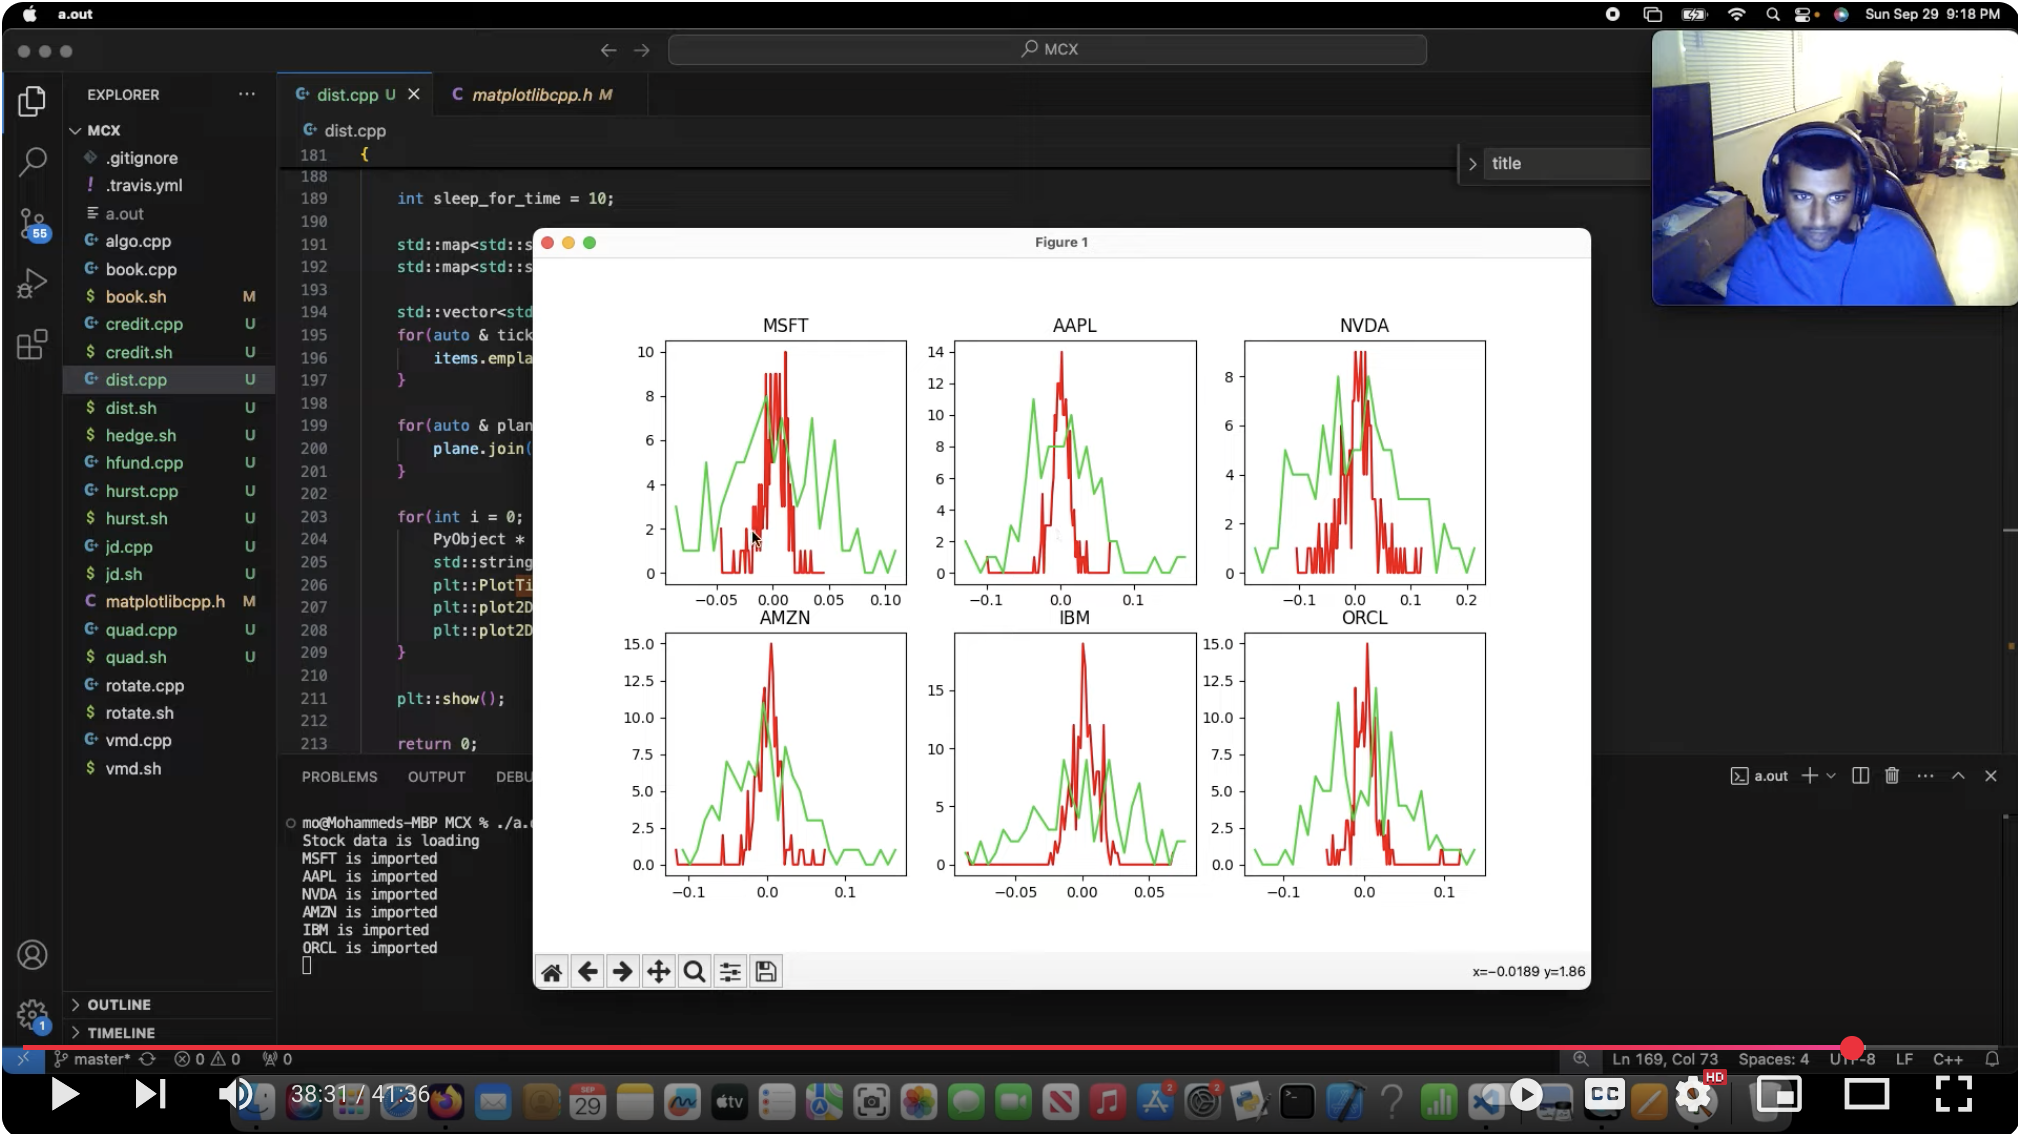 a.out
Sun Sep 29 9:18 PM
MCX
EXPLORER
dist.cpp U
matplotlibcpp.h M
MCX
dist.cpp
.gitignore
.travis.yml
a.out
algo.cpp
book.cpp
book.sh M
credit.cpp U
credit.sh U
dist.cpp U
dist.sh U
hedge.sh U
hfund.cpp U
hurst.cpp U
hurst.sh U
jd.cpp U
jd.sh U
matplotlibcpp.h M
quad.cpp U
quad.sh U
rotate.cpp
rotate.sh
vmd.cpp
vmd.sh
OUTLINE
TIMELINE
55
1
title
181 {
188
189 int sleep_for_time = 10;
190
191 std::map<std::s
192 std::map<std::s
193
194 std::vector<std
195 for(auto & tick
196 items.empla
197 }
198
199 for(auto & plan
200 plane.join(
201 }
202
203 for(int i = 0;
204 PyObject *
205 std::string
206 plt::PlotTi
207 plt::plot2D
208 plt::plot2D
209 }
210
211 plt::show();
212
213 return 0;
Figure 1
MSFT
10
8
6
4
2
0
−0.05 0.00 0.05 0.10
AAPL
14
12
10
8
6
4
2
0
−0.1 0.0 0.1
NVDA
8
6
4
2
0
−0.1 0.0 0.1 0.2
AMZN
15.0
12.5
10.0
7.5
5.0
2.5
0.0
−0.1 0.0 0.1
IBM
15
10
5
0
−0.05 0.00 0.05
ORCL
15.0
12.5
10.0
7.5
5.0
2.5
0.0
−0.1 0.0 0.1
x=−0.0189 y=1.86
PROBLEMS OUTPUT DEBU
a.out
mo@Mohammeds-MBP MCX % ./a.o
Stock data is loading
MSFT is imported
AAPL is imported
NVDA is imported
AMZN is imported
IBM is imported
ORCL is imported
master* 0 0 0
Ln 169, Col 73 Spaces: 4 UTF-8 LF C++
38:31 / 41:36
SEP
29
tv
2
2
CC
HD